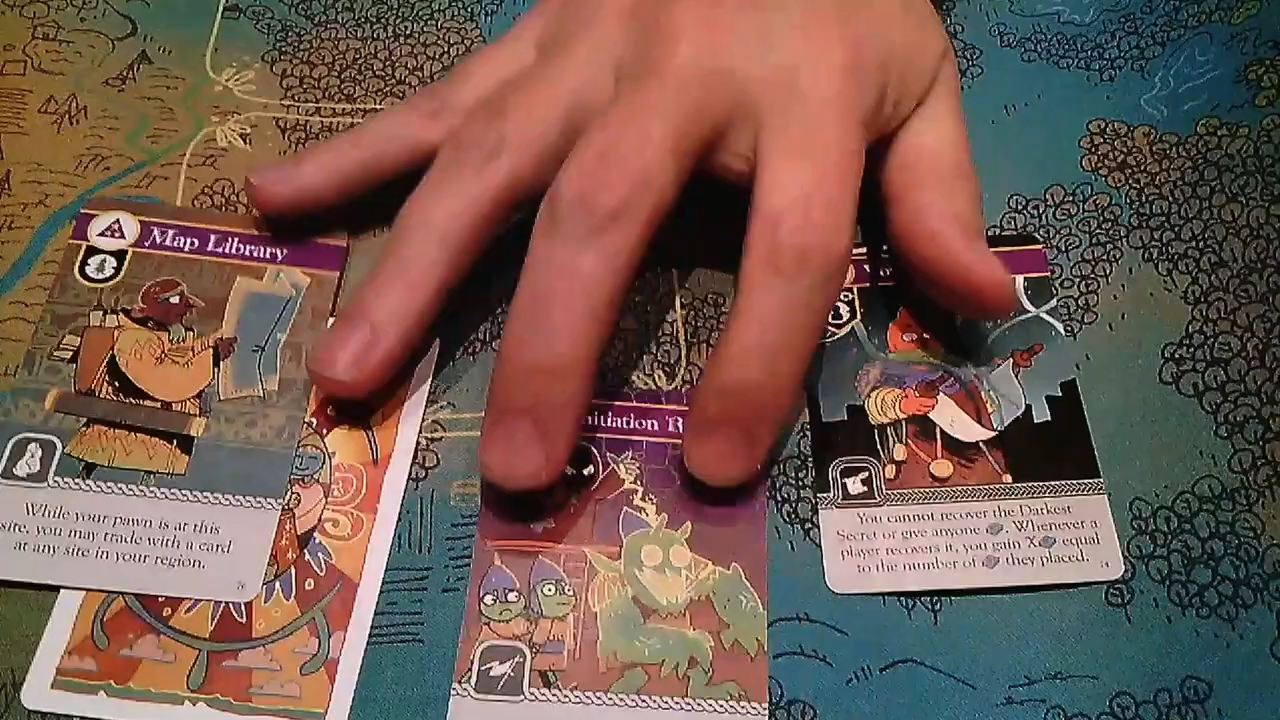 Map Library
While your pawn is at this
site, you may trade with a card
at any site in your region.
nitiation
You cannot recover the Darkest
Secret or give anyone . Whenever a
player recovers it, you gain X equal
to the number of they placed.